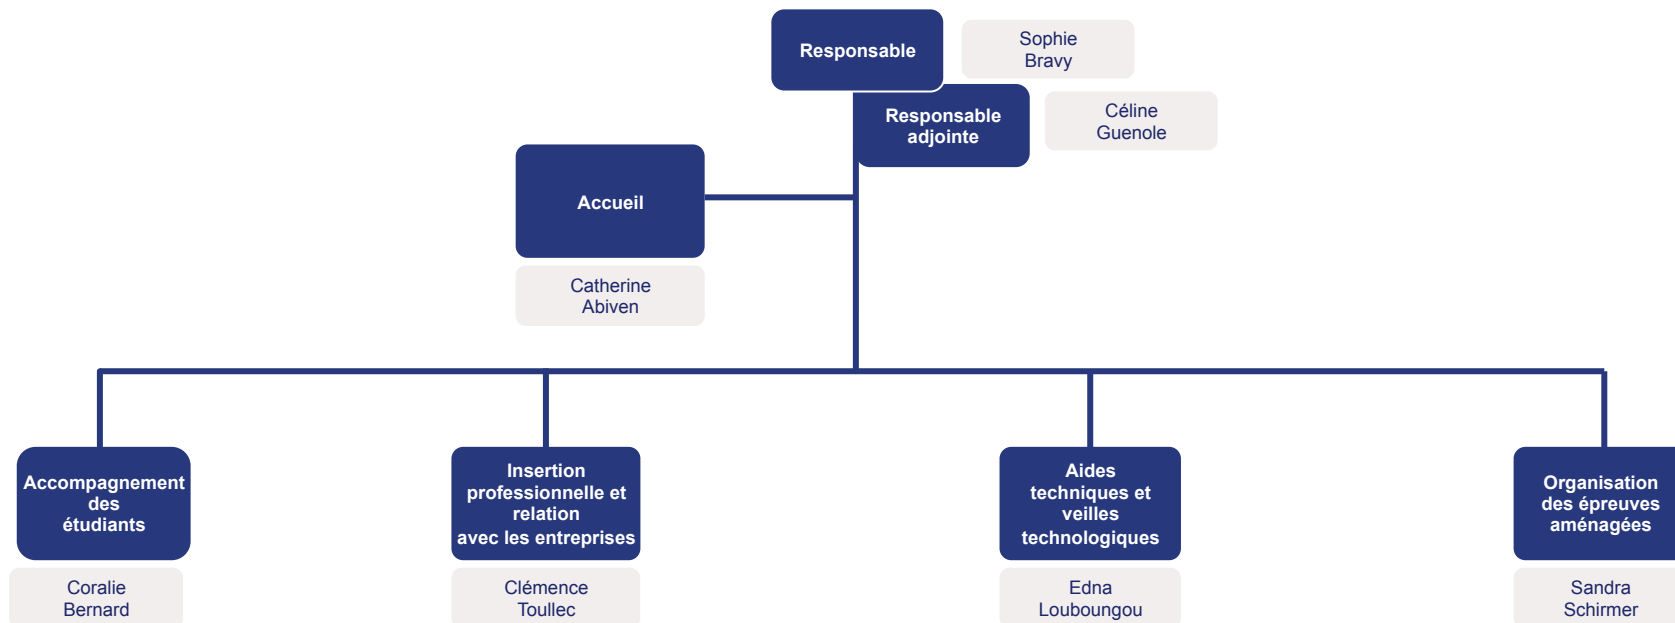 Responsable
Sophie
Bravy
Responsable
adjointe
Céline
Guenole
Accueil
Catherine
Abiven
Accompagnement
des
étudiants
Coralie
Bernard
Insertion
professionnelle et
relation
avec les entreprises
Clémence
Toullec
Aides
techniques et
veilles
technologiques
Edna
Louboungou
Organisation
des épreuves
aménagées
Sandra
Schirmer